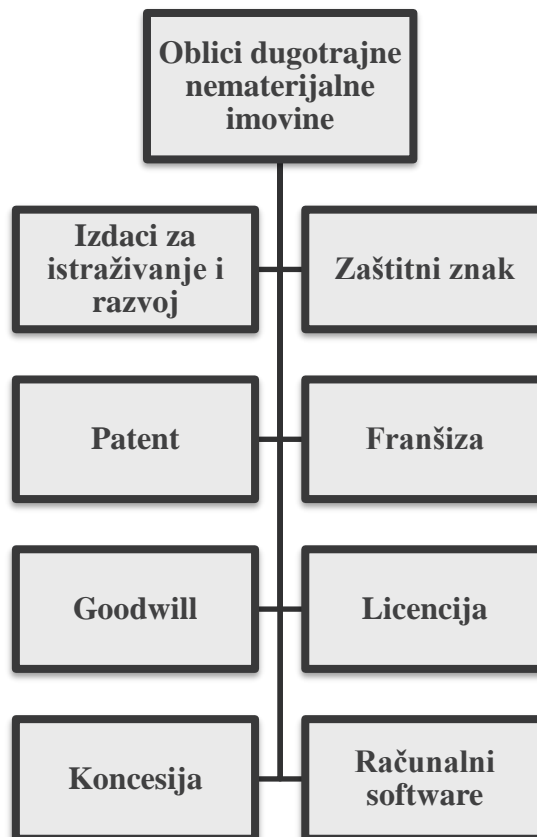 Oblici dugotrajne
nematerijalne
imovine
Izdaci za
istraživanje i
razvoj
Zaštitni znak
Patent
Franšiza
Goodwill
Licencija
Koncesija
Računalni
software